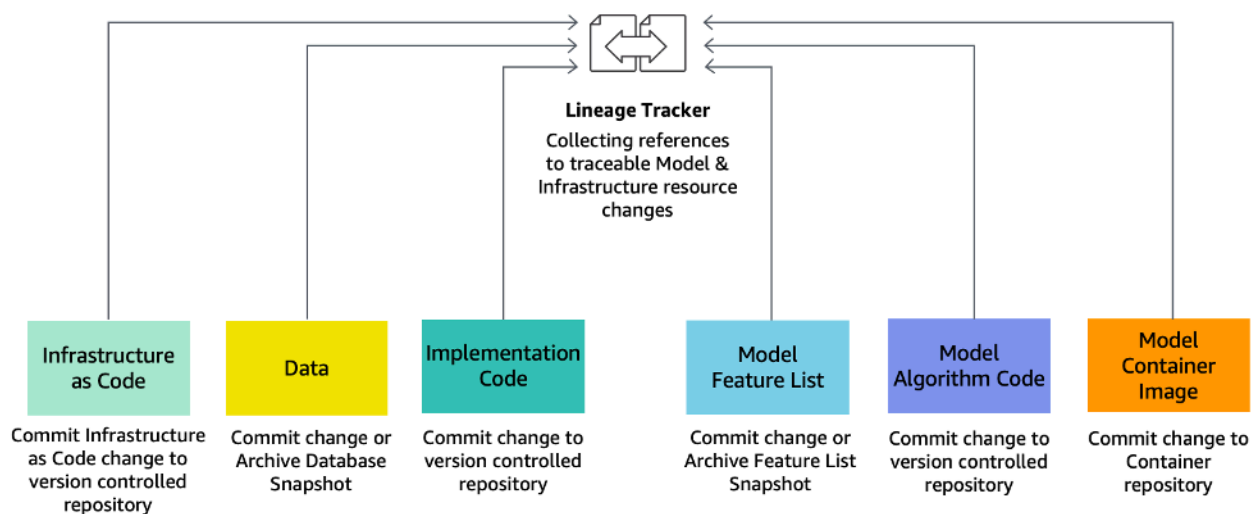 Lineage Tracker
Collecting references
to traceable Model &
Infrastructure resource
changes
Infrastructure
as Code
Commit Infrastructure
as Code change to
version controlled
repository
Data
Commit change or
Archive Database
Snapshot
Implementation
Code
Commit change to
version controlled
repository
Model
Feature List
Commit change or
Archive Feature List
Snapshot
Model
Algorithm Code
Commit change to
version controlled
repository
Model
Container
Image
Commit change to
Container
repository